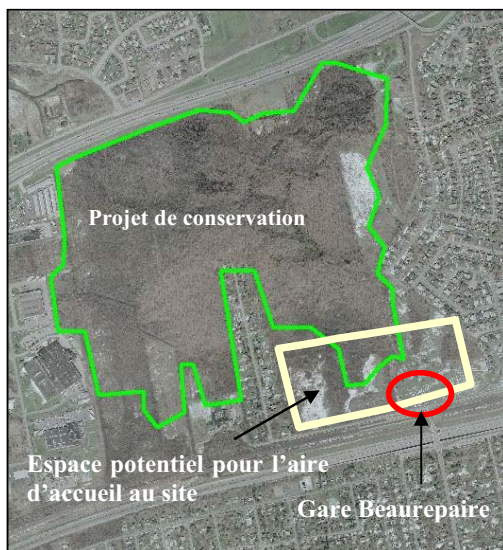 Projet de conservation
Espace potentiel pour l'aire
d'accueil au site
Gare Beaurepaire